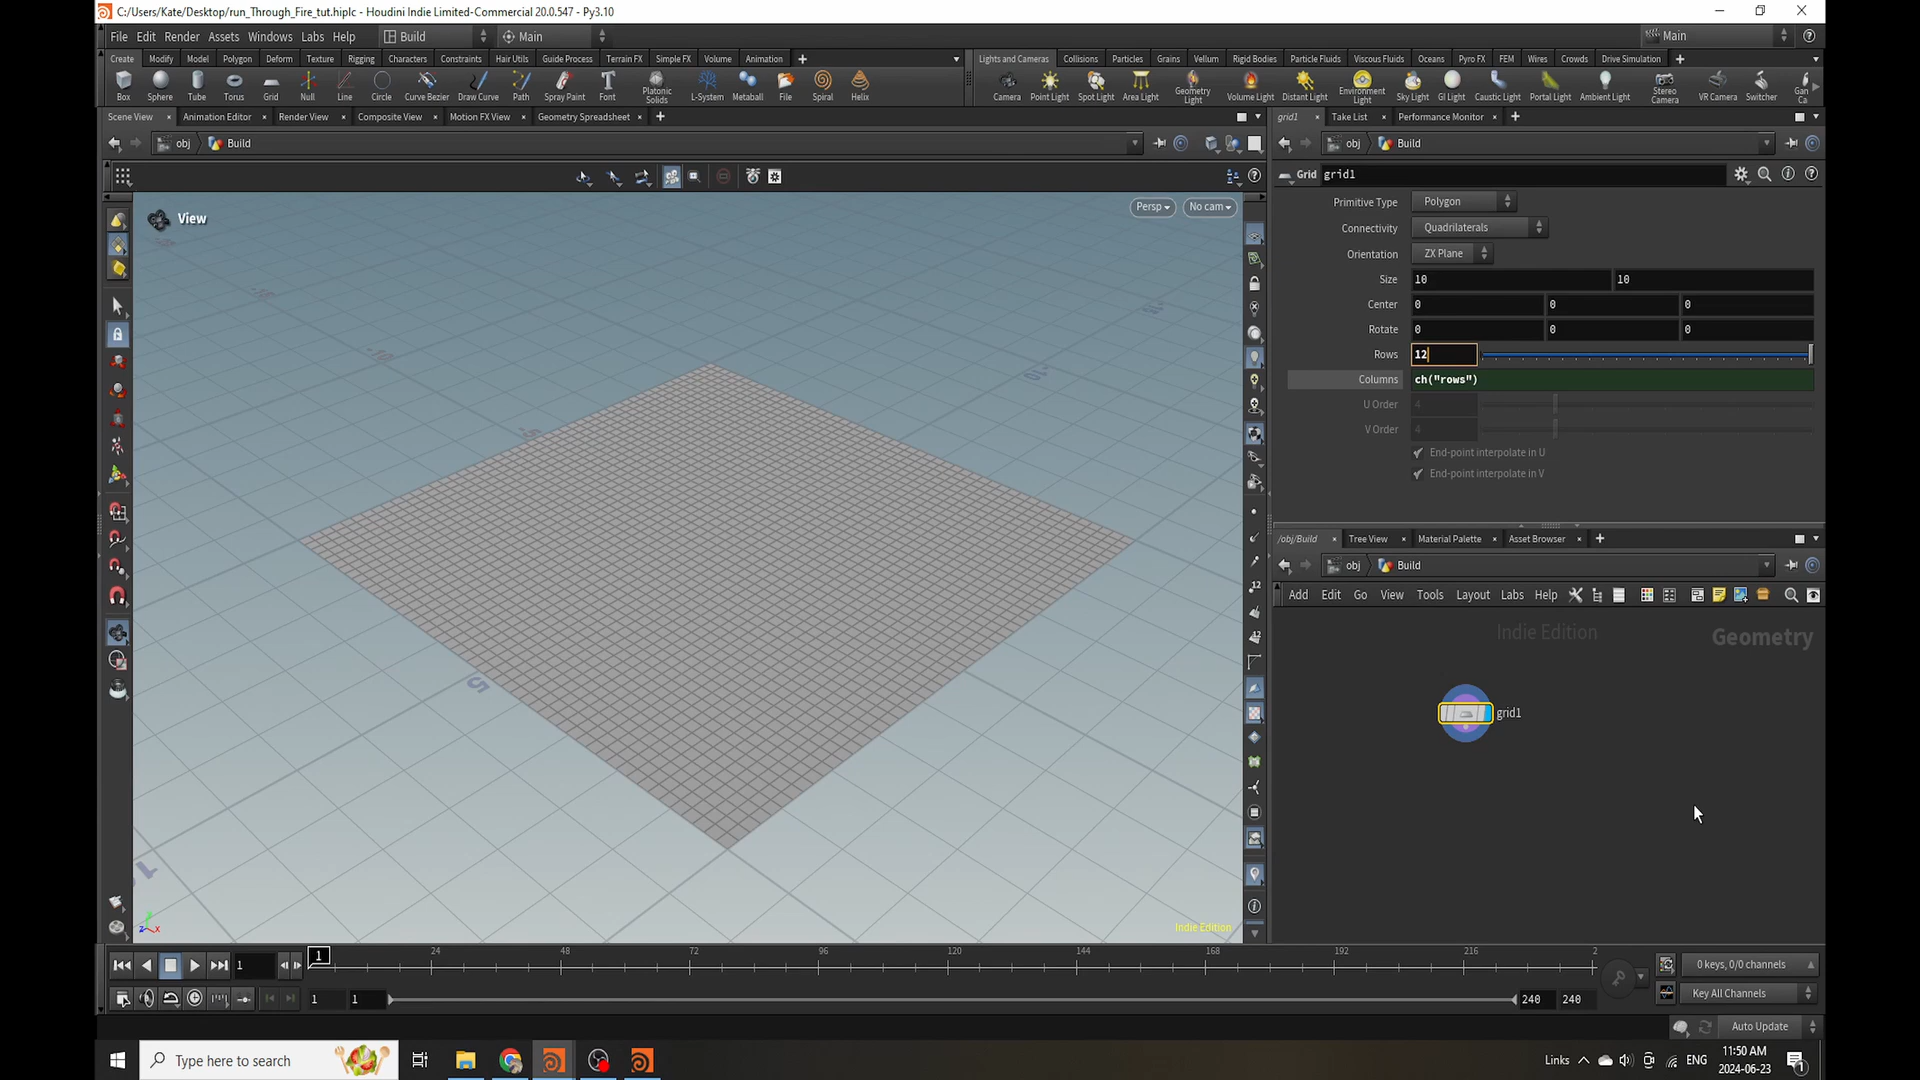 C:/Users/Kate/Desktop/run_Through_Fire_tut.hiplc - Houdini Indie Limited-Commercial 20.0.547 - Py3.10
File Edit Render Assets Windows Labs Help Build Main Main
Create Modify Model Polygon Deform Texture Rigging Characters Constraints Hair Utils Guide Process Terrain FX Simple FX Volume Animation
Lights and Cameras Collisions Particles Grains Vellum Rigid Bodies Particle Fluids Viscous Fluids Oceans Pyro FX FEM Wires Crowds Drive Simulation
Box Sphere Tube Torus Grid Null Line Circle Curve Bezier Draw Curve Path Spray Paint Font Platonic Solids L-System Metaball File Spiral Helix
Camera Point Light Spot Light Area Light Geometry Light Volume Light Distant Light Environment Light Sky Light GI Light Caustic Light Portal Light Ambient Light Stereo Camera VR Camera Switcher Gan Ca
Scene View Animation Editor Render View Composite View Motion FX View Geometry Spreadsheet
grid1 Take List Performance Monitor
obj Build
obj Build
View
Persp No cam
Grid grid1
Primitive Type Polygon
Connectivity Quadrilaterals
Orientation ZX Plane
Size 10 10
Center 0 0 0
Rotate 0 0 0
Rows 12
Columns ch("rows")
U Order 4
V Order 4
End-point interpolate in U
End-point interpolate in V
/obj/Build Tree View Material Palette Asset Browser
obj Build
Add Edit Go View Tools Layout Labs Help
Indie Edition Geometry
grid1
-10
-5
5
Indie Edition
1 1 24 48 72 96 120 144 168 192 216 2
0 keys, 0/0 channels
1 1 240 240
Key All Channels
Auto Update
Type here to search
Links ENG 11:50 AM
2024-06-23